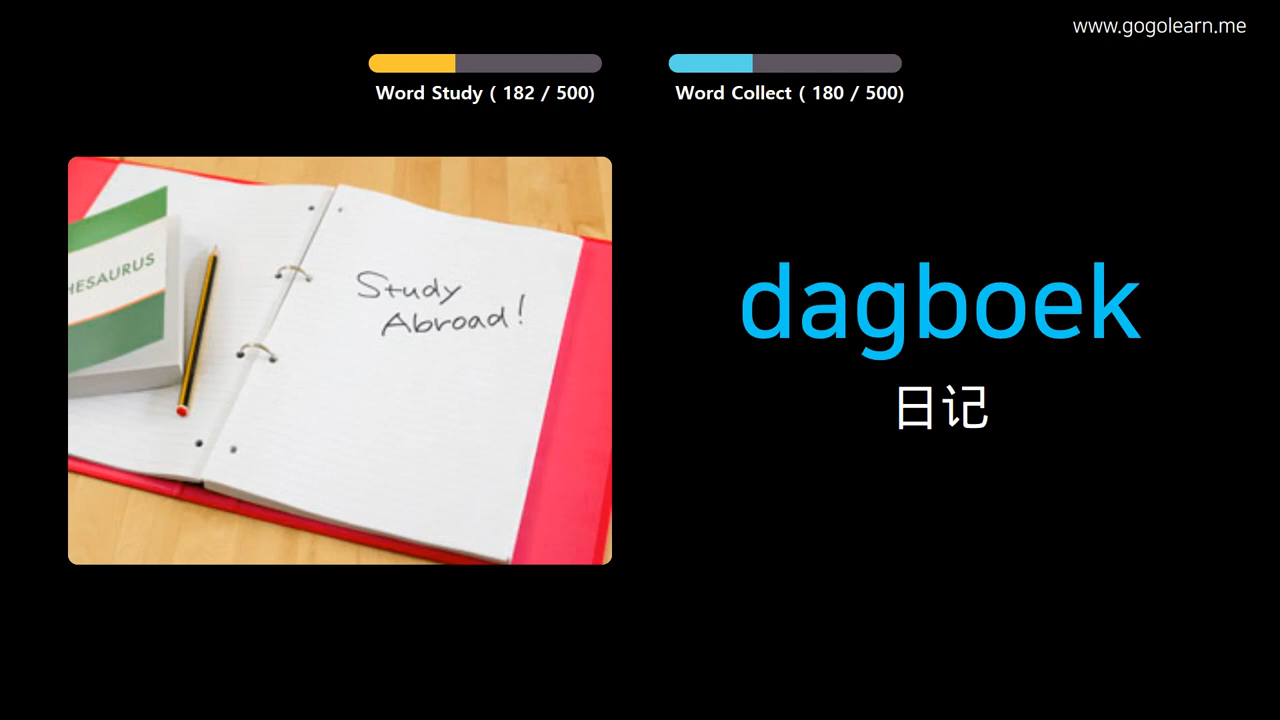 www.gogolearn.me
Word Study ( 182 / 500)
Word Collect ( 180 / 500)
HESAURUS
Study
Abroad!
dagboek
日记